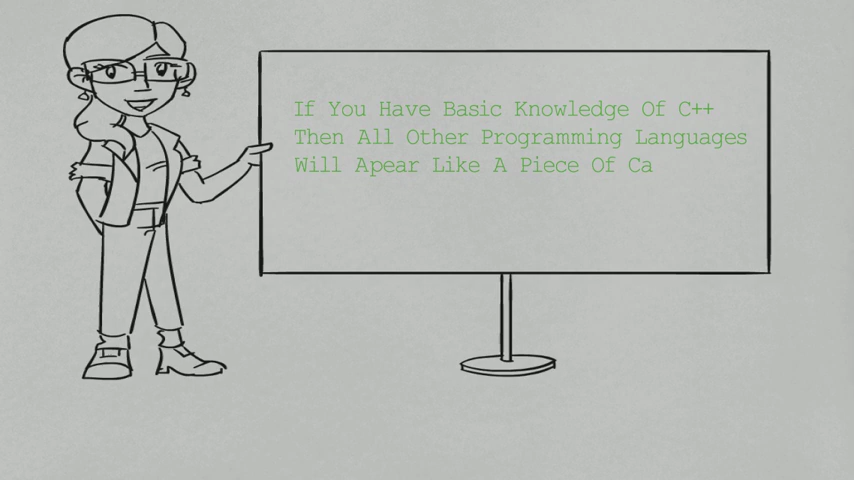 If You Have Basic Knowledge Of C++
Then All Other Programming Languages
Will Apear Like A Piece Of Ca